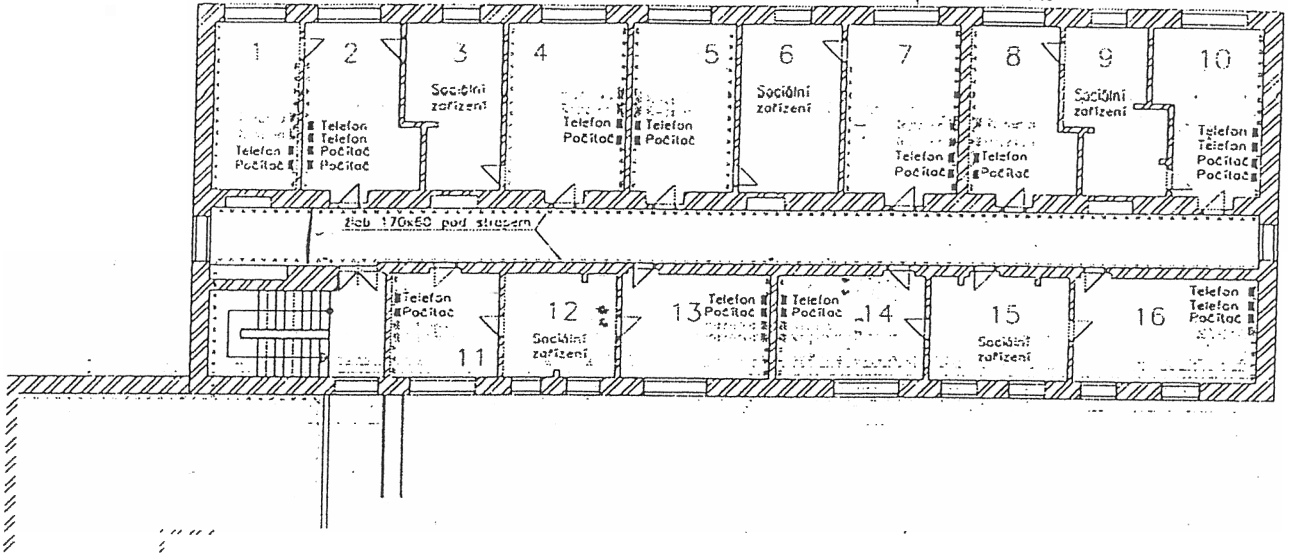 1
2
3
4
5
6
7
8
9
10
Sociální
zařízení
Sociální
zařízení
Sociální
zařízení
Telefon
Počítač
Telefon
Telefon
Počítač
Počítač
Telefon
Počítač
Telefon
Počítač
Telefon
Počítač
Telefon
Počítač
Telefon
Telefon
Počítač
Počítač
žlab 170x60 pod stropem
Telefon
Počítač
11
12
Sociální
zařízení
13
Telefon
Počítač
Telefon
Počítač
14
15
Sociální
zařízení
16
Telefon
Telefon
Počítač